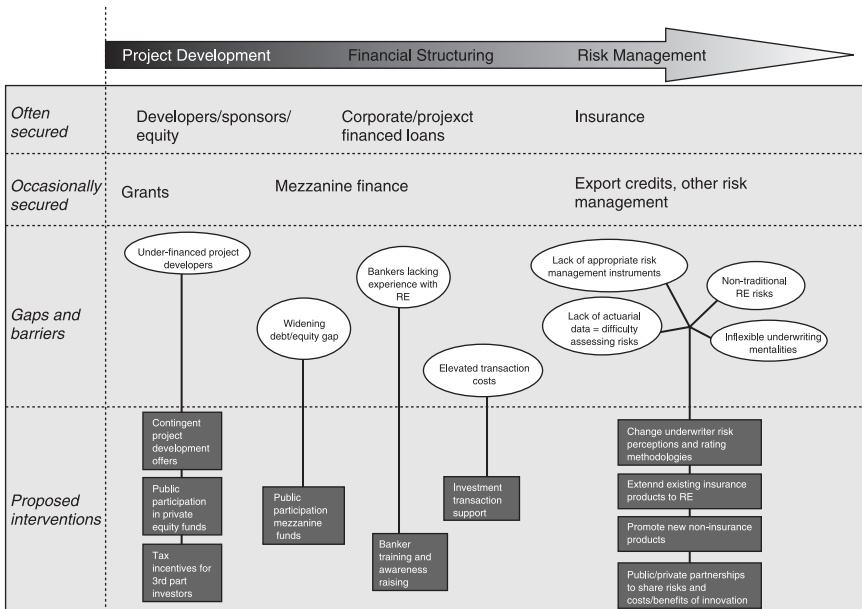 Project Development
Financial Structuring
Risk Management
Often
secured
Developers/sponsors/
equity
Corporate/projexct
financed loans
Insurance
Occasionally
secured
Grants
Mezzanine finance
Export credits, other risk
management
Gaps and
barriers
Under-financed project
developers
Widening
debt/equity gap
Bankers lacking
experience with
RE
Elevated transaction
costs
Lack of appropriate risk
management instruments
Non-traditional
RE risks
Lack of actuarial
data = difficulty
assessing risks
Inflexible underwriting
mentalities
Proposed
interventions
Contingent
project
development
offers
Public
participation
in private
equity funds
Tax
incentives for
3rd part
investors
Public
participation
mezzanine
funds
Banker
training and
awareness
raising
Investment
transaction
support
Change underwriter risk
perceptions and rating
methodologies
Extennd existing insurance
products to RE
Promote new non-insurance
products
Public/private partnerships
to share risks and
costs/benefits of innovation